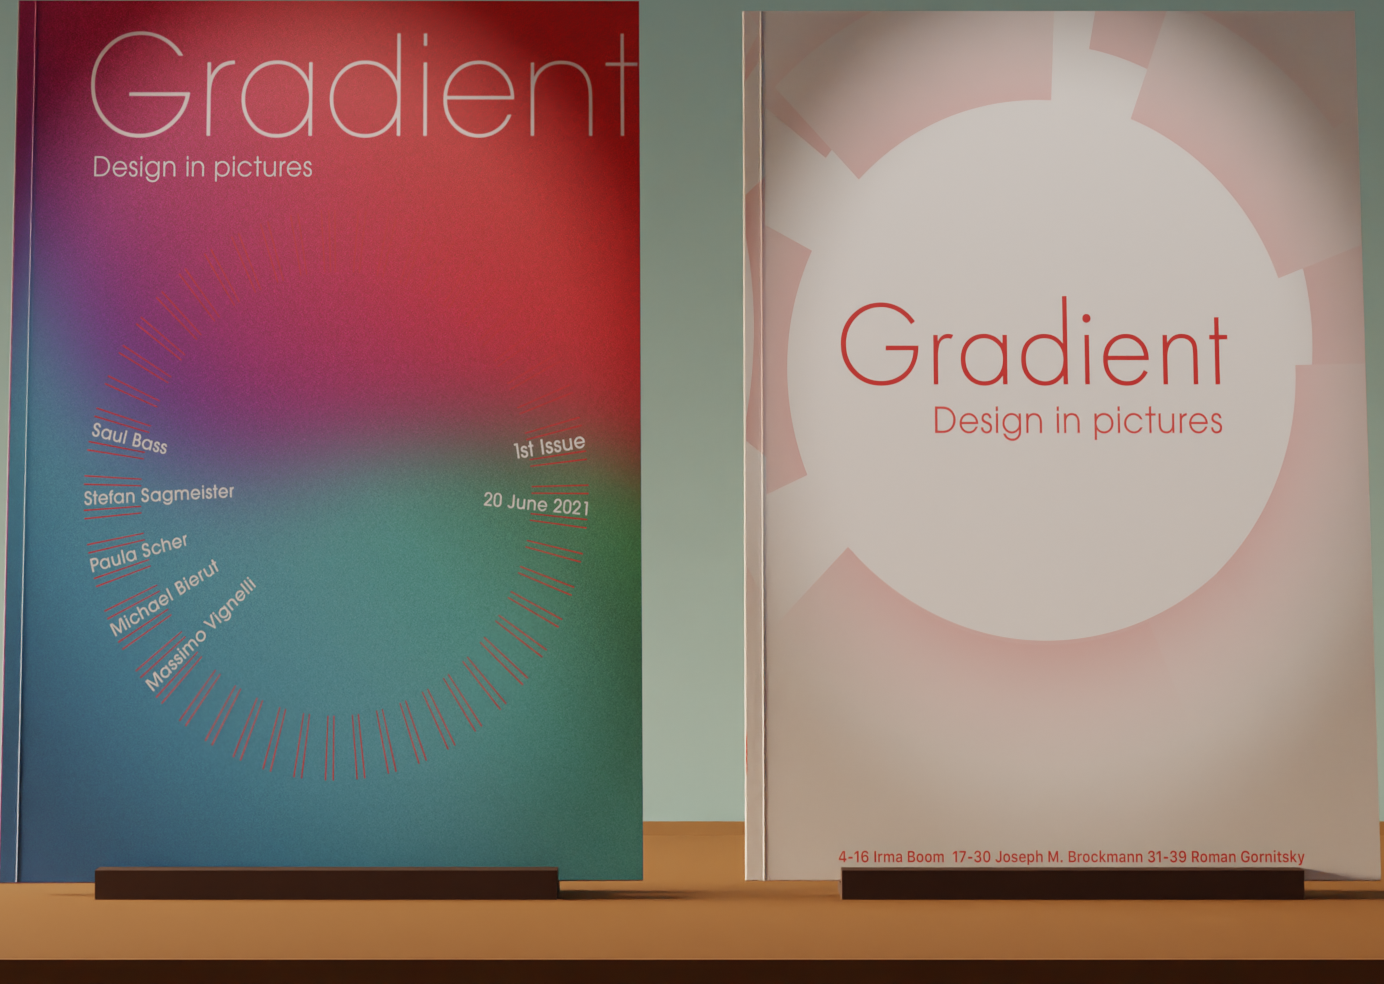 Gradient
Design in pictures
Saul Bass
Stefan Sagmeister
Paula Scher
Michael Bierut
Massimo Vignelli
1st Issue
20 June 2021
Gradient
Design in pictures
4-16 Irma Boom 17-30 Joseph M. Brockmann 31-39 Roman Gornitsky